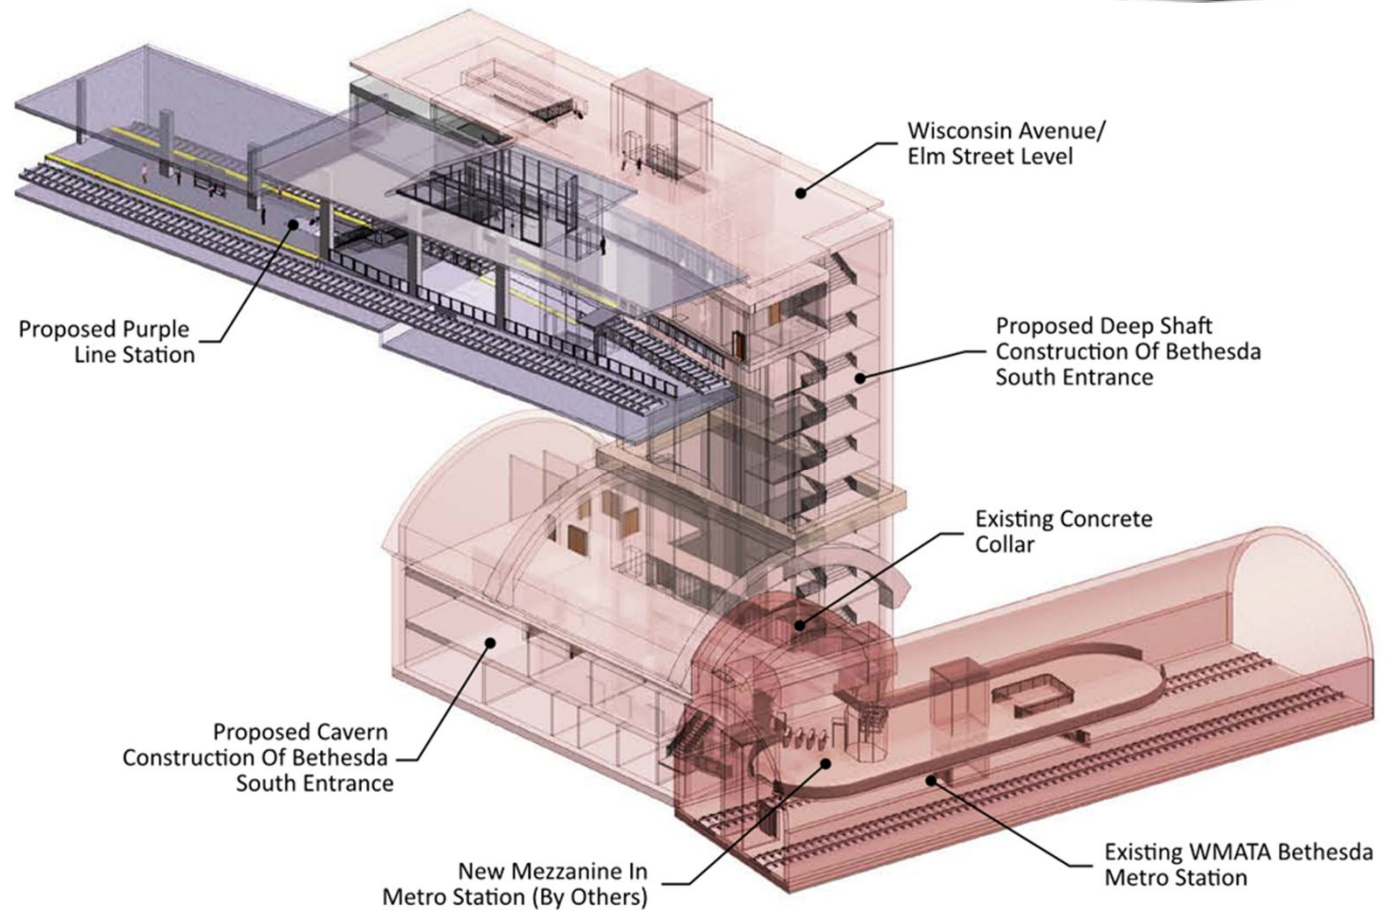 Wisconsin Avenue/
Elm Street Level
Proposed Purple
Line Station
Proposed Deep Shaft
Construction Of Bethesda
South Entrance
Existing Concrete
Collar
Proposed Cavern
Construction Of Bethesda
South Entrance
New Mezzanine In
Metro Station (By Others)
Existing WMATA Bethesda
Metro Station